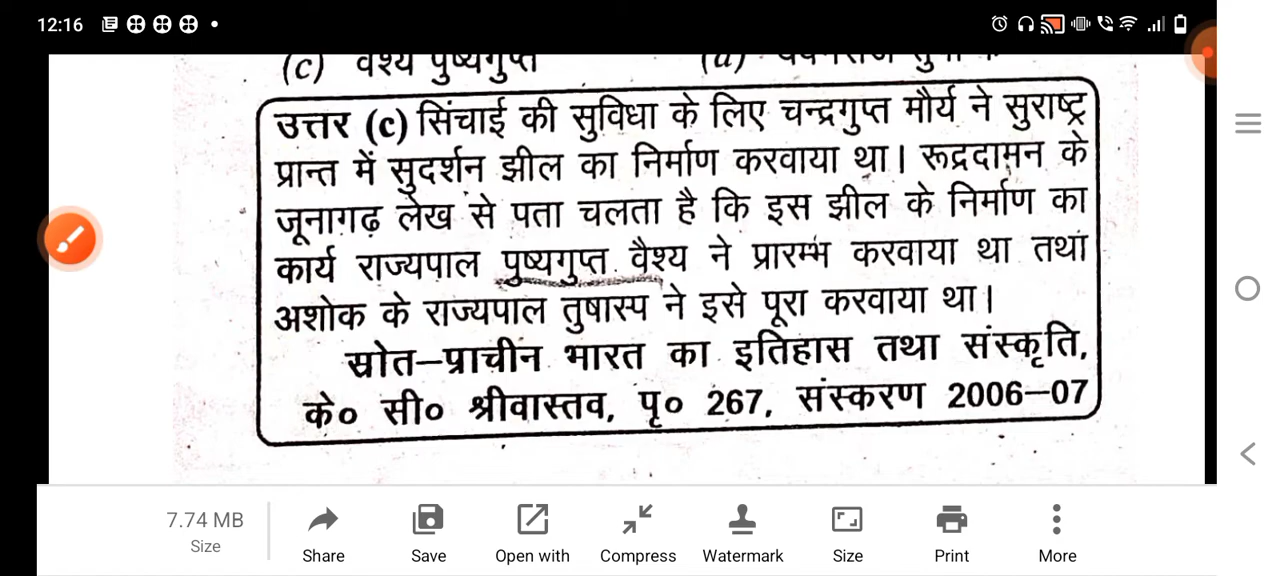 12:16
(c) वैश्य पुष्यगुप्त
उत्तर (c) सिंचाई की सुविधा के लिए चन्द्रगुप्त मौर्य ने सुराष्ट्र
प्रान्त में सुदर्शन झील का निर्माण करवाया था। रूद्रदामन के
जूनागढ़ लेख से पता चलता है कि इस झील के निर्माण का
कार्य राज्यपाल पुष्यगुप्त वैश्य ने प्रारम्भ करवाया था तथा
अशोक के राज्यपाल तुषास्प ने इसे पूरा करवाया था।
स्रोत–प्राचीन भारत का इतिहास तथा संस्कृति,
के० सी० श्रीवास्तव, पृ० 267, संस्करण 2006–07
7.74 MB
Size
Share
Save
Open with
Compress
Watermark
Size
Print
More